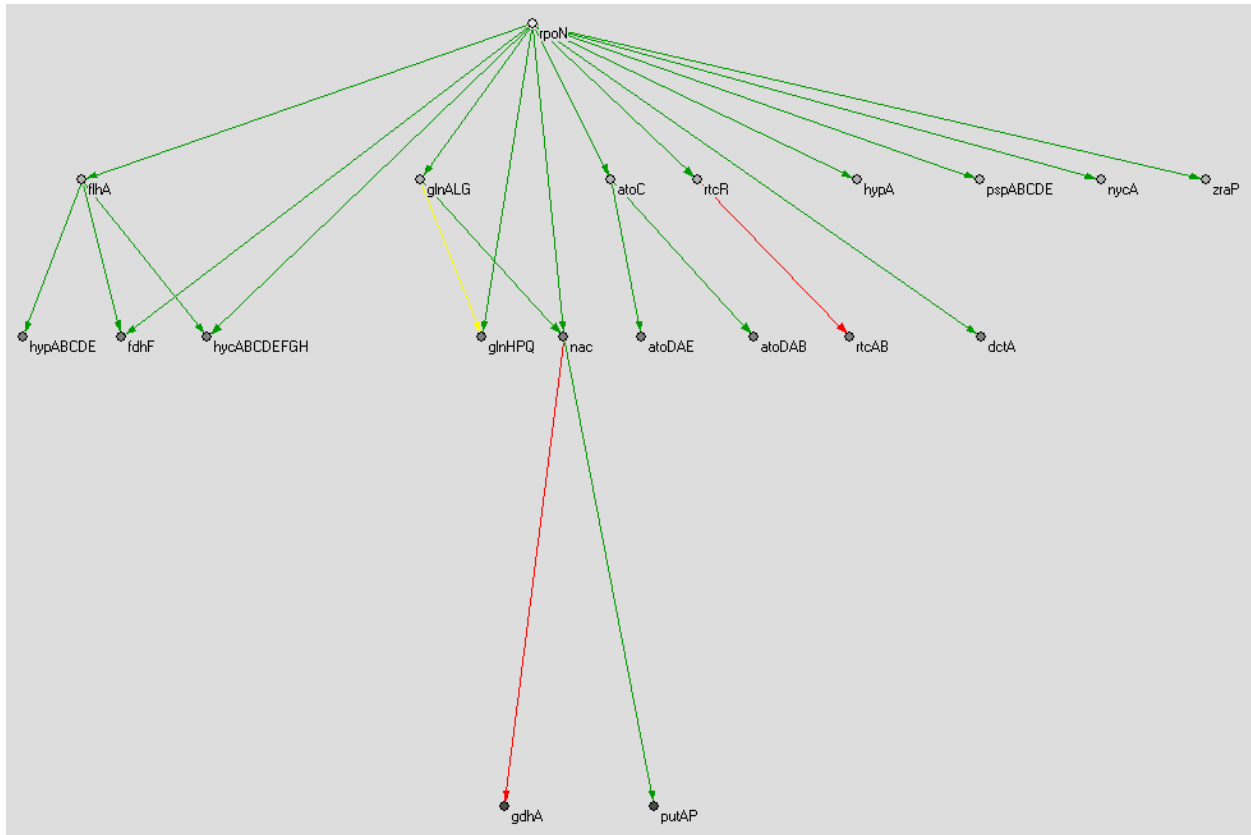 rpoN
flhA
glnALG
atoC
rtcR
hypA
pspABCDE
nycA
zraP
hypABCDE
fdhF
hycABCDEFGH
glnHPQ
nac
atoDAE
atoDAB
rtcAB
dctA
gdhA
putAP